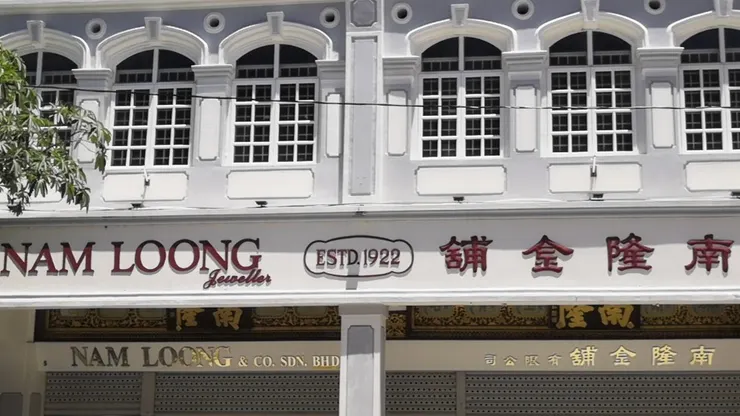 NAM LOONG
Jeweller
ESTD.1922
南隆金舖
NAM LOONG & CO. SDN. BHD
南隆金舖有限公司